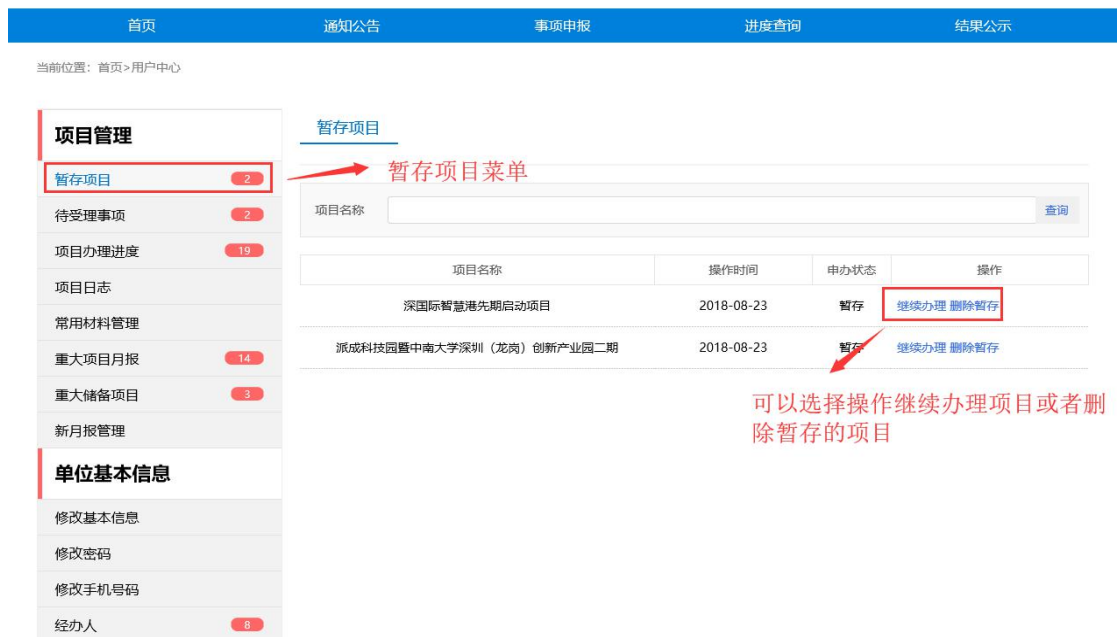 首页 通知公告 事项申报 进度查询 结果公示
当前位置：首页>用户中心
项目管理
暂存项目 2
待受理事项 2
项目办理进度 19
项目日志
常用材料管理
重大项目月报 14
重大储备项目 3
新月报管理
单位基本信息
修改基本信息
修改密码
修改手机号码
经办人 8
暂存项目
暂存项目菜单
项目名称 查询
项目名称 操作时间 申办状态 操作
深国际智慧港先期启动项目 2018-08-23 暂存 继续办理 删除暂存
派成科技园暨中南大学深圳（龙岗）创新产业园二期 2018-08-23 暂存 继续办理 删除暂存
可以选择操作继续办理项目或者删
除暂存的项目